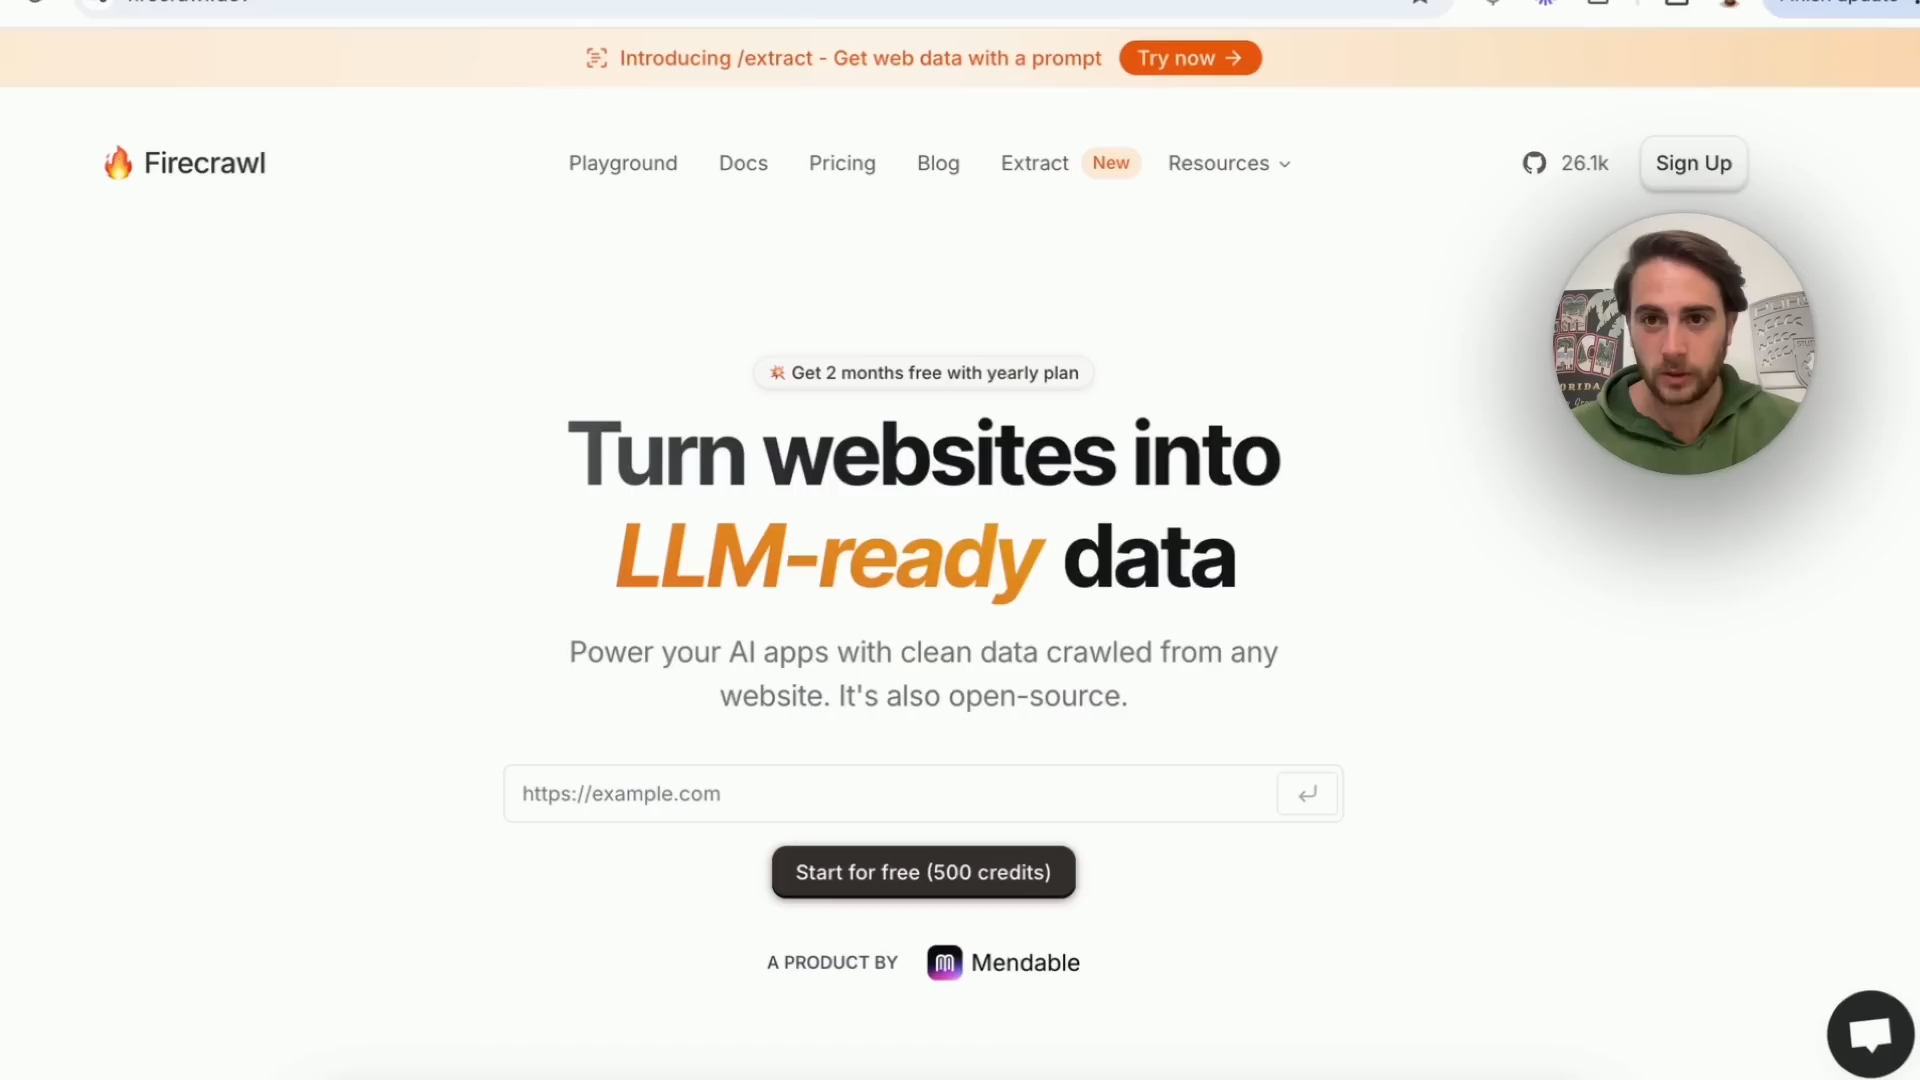 Introducing /extract - Get web data with a prompt
Try now →
Firecrawl
Playground
Docs
Pricing
Blog
Extract
New
Resources
26.1k
Sign Up
Get 2 months free with yearly plan
Turn websites into
LLM-ready data
Power your AI apps with clean data crawled from any
website. It's also open-source.
https://example.com
Start for free (500 credits)
A PRODUCT BY
Mendable